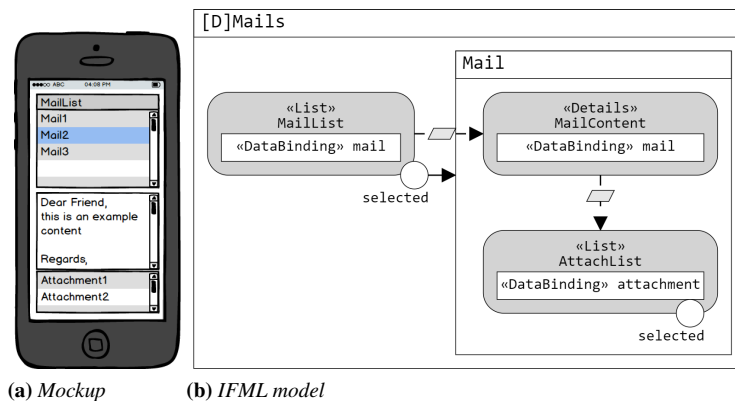 ABC 04:08 PM
MailList
Mail1
Mail2
Mail3
Dear Friend,
this is an example
content
Regards,
Attachment1
Attachment2
(a) Mockup
[D]Mails
Mail
«List»
MailList
«DataBinding» mail
selected
«Details»
MailContent
«DataBinding» mail
«List»
AttachList
«DataBinding» attachment
selected
(b) IFML model